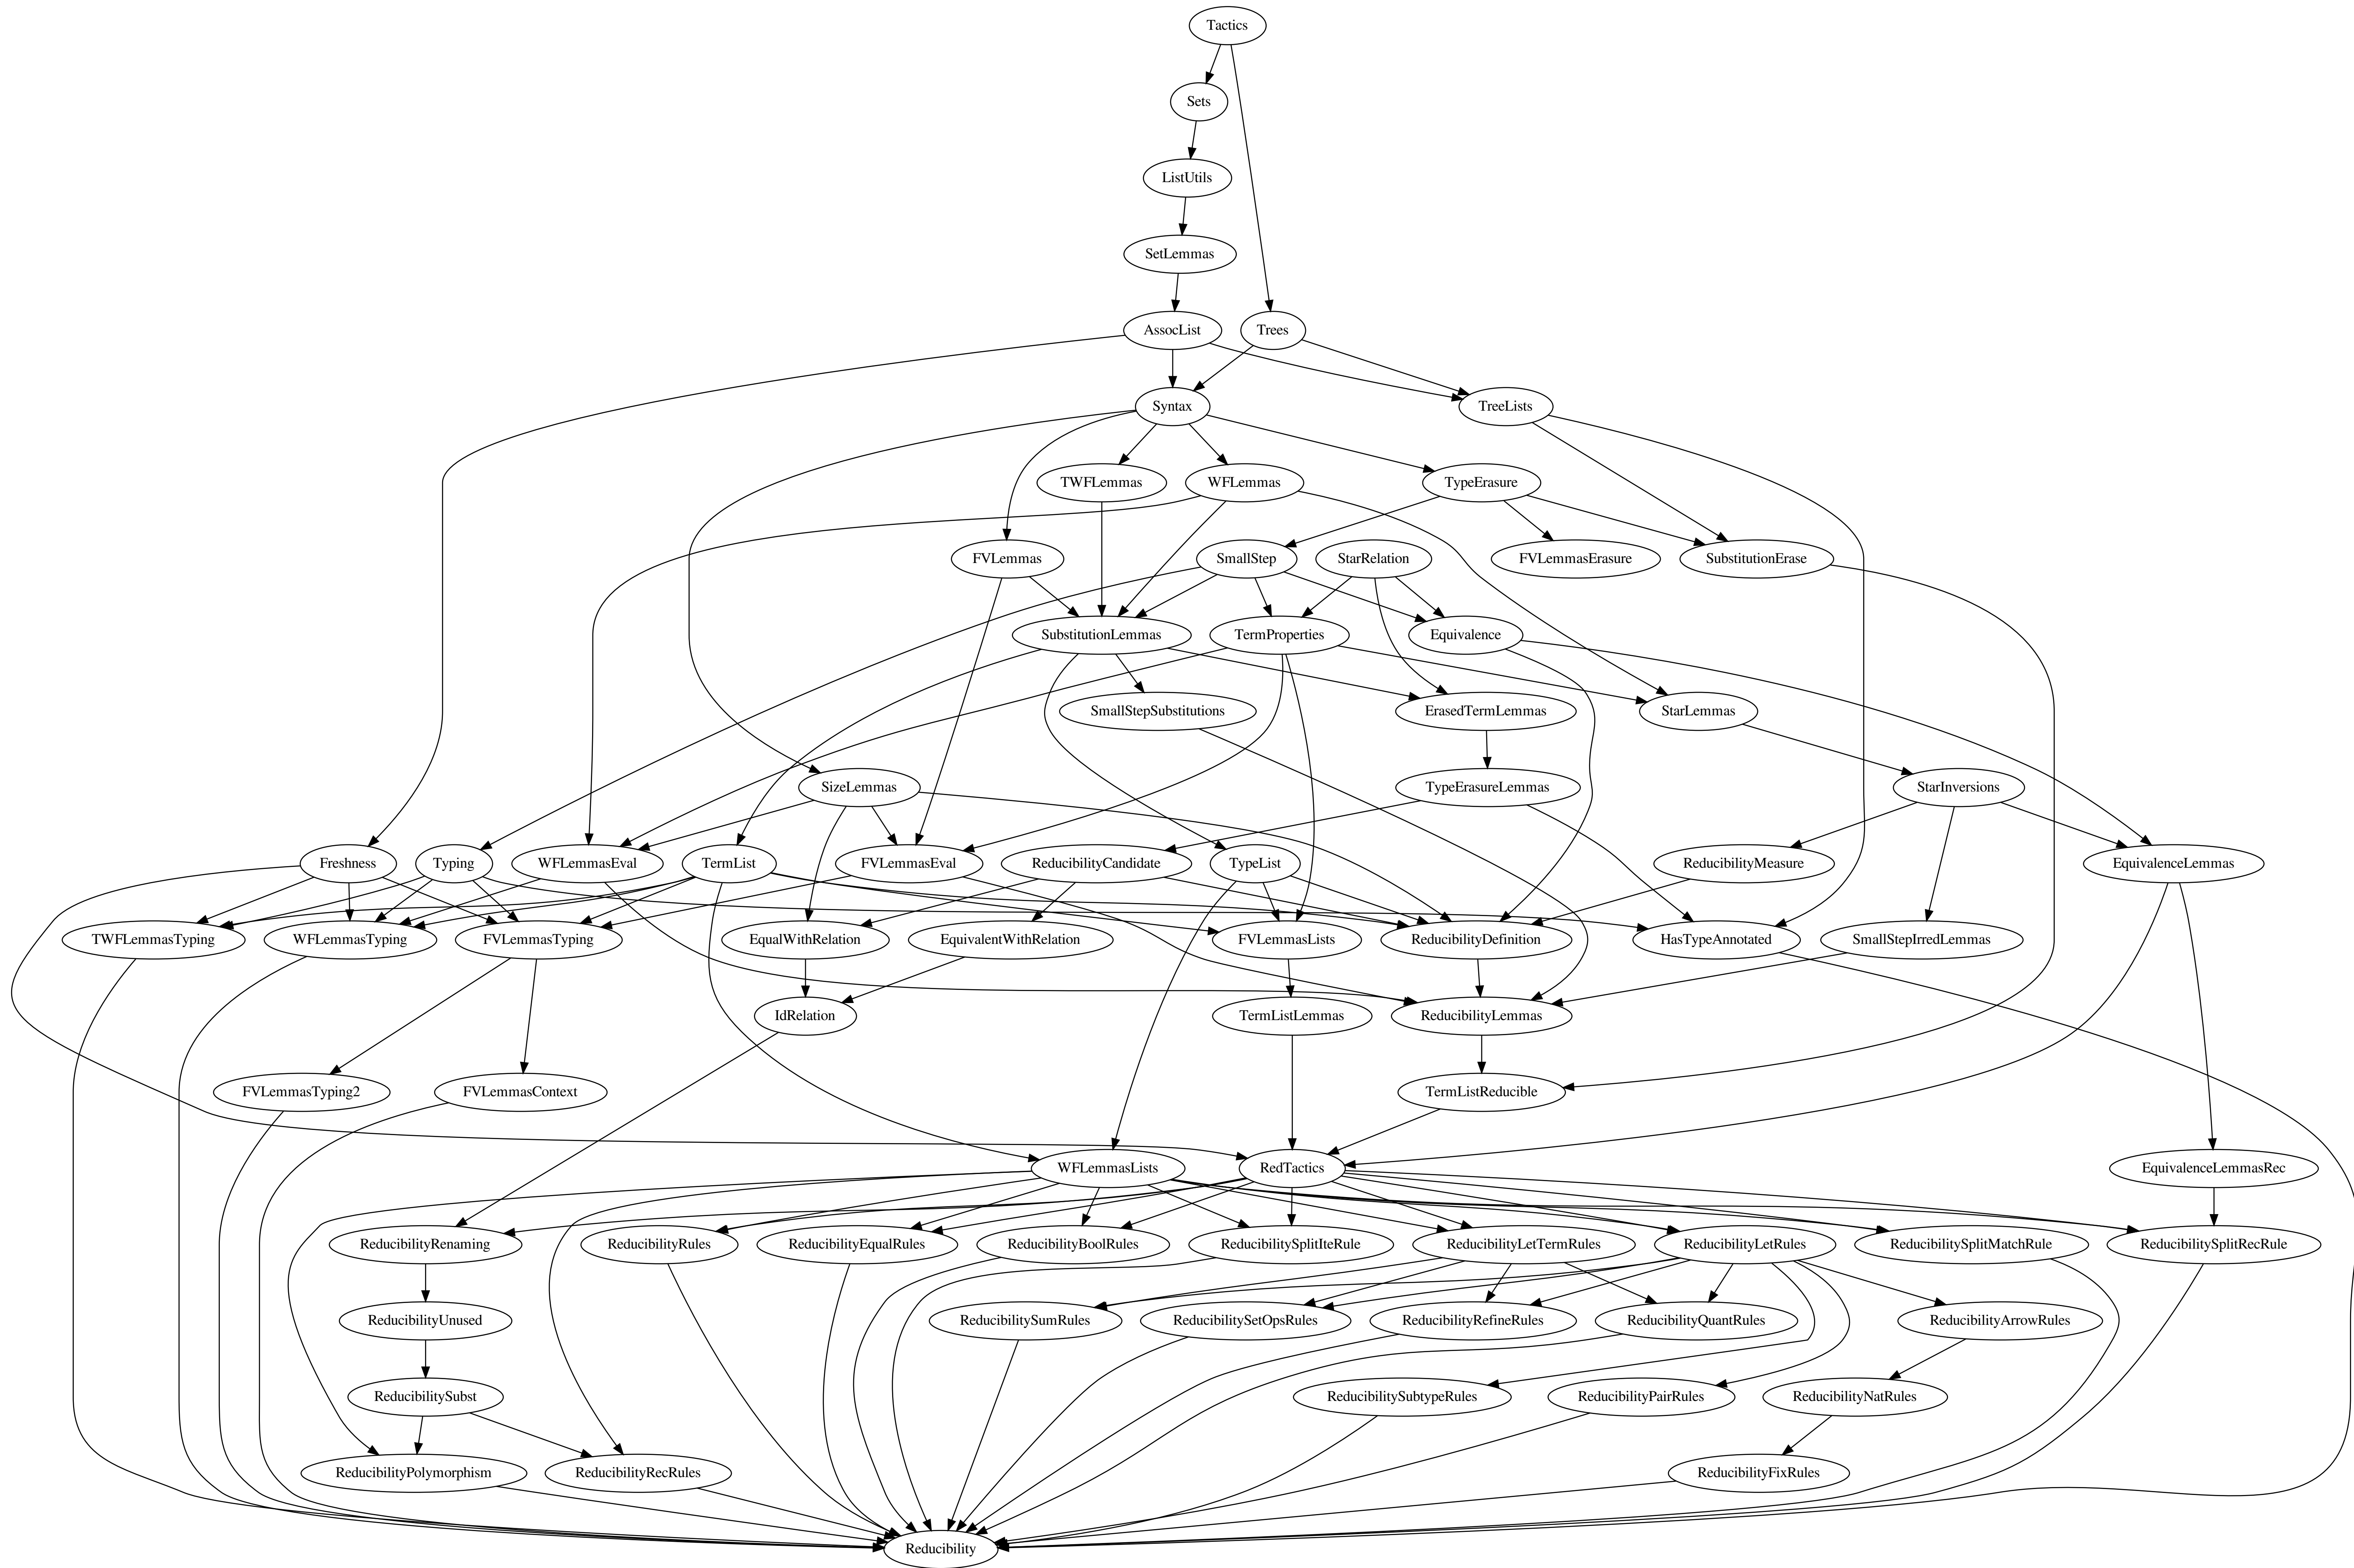 Tactics
Sets
ListUtils
SetLemmas
AssocList
Trees
Syntax
TreeLists
TWFLemmas
WFLemmas
TypeErasure
FVLemmas
SmallStep
StarRelation
FVLemmasErasure
SubstitutionErase
SubstitutionLemmas
TermProperties
Equivalence
SmallStepSubstitutions
ErasedTermLemmas
StarLemmas
SizeLemmas
TypeErasureLemmas
StarInversions
Freshness
Typing
WFLemmasEval
TermList
FVLemmasEval
ReducibilityCandidate
TypeList
ReducibilityMeasure
EquivalenceLemmas
TWFLemmasTyping
WFLemmasTyping
FVLemmasTyping
EqualWithRelation
EquivalentWithRelation
FVLemmasLists
ReducibilityDefinition
HasTypeAnnotated
SmallStepIrredLemmas
IdRelation
TermListLemmas
ReducibilityLemmas
FVLemmasTyping2
FVLemmasContext
TermListReducible
WFLemmasLists
RedTactics
EquivalenceLemmasRec
ReducibilityRenaming
ReducibilityRules
ReducibilityEqualRules
ReducibilityBoolRules
ReducibilitySplitIteRule
ReducibilityLetTermRules
ReducibilityLetRules
ReducibilitySplitMatchRule
ReducibilitySplitRecRule
ReducibilityUnused
ReducibilitySumRules
ReducibilitySetOpsRules
ReducibilityRefineRules
ReducibilityQuantRules
ReducibilityArrowRules
ReducibilitySubst
ReducibilitySubtypeRules
ReducibilityPairRules
ReducibilityNatRules
ReducibilityPolymorphism
ReducibilityRecRules
ReducibilityFixRules
Reducibility